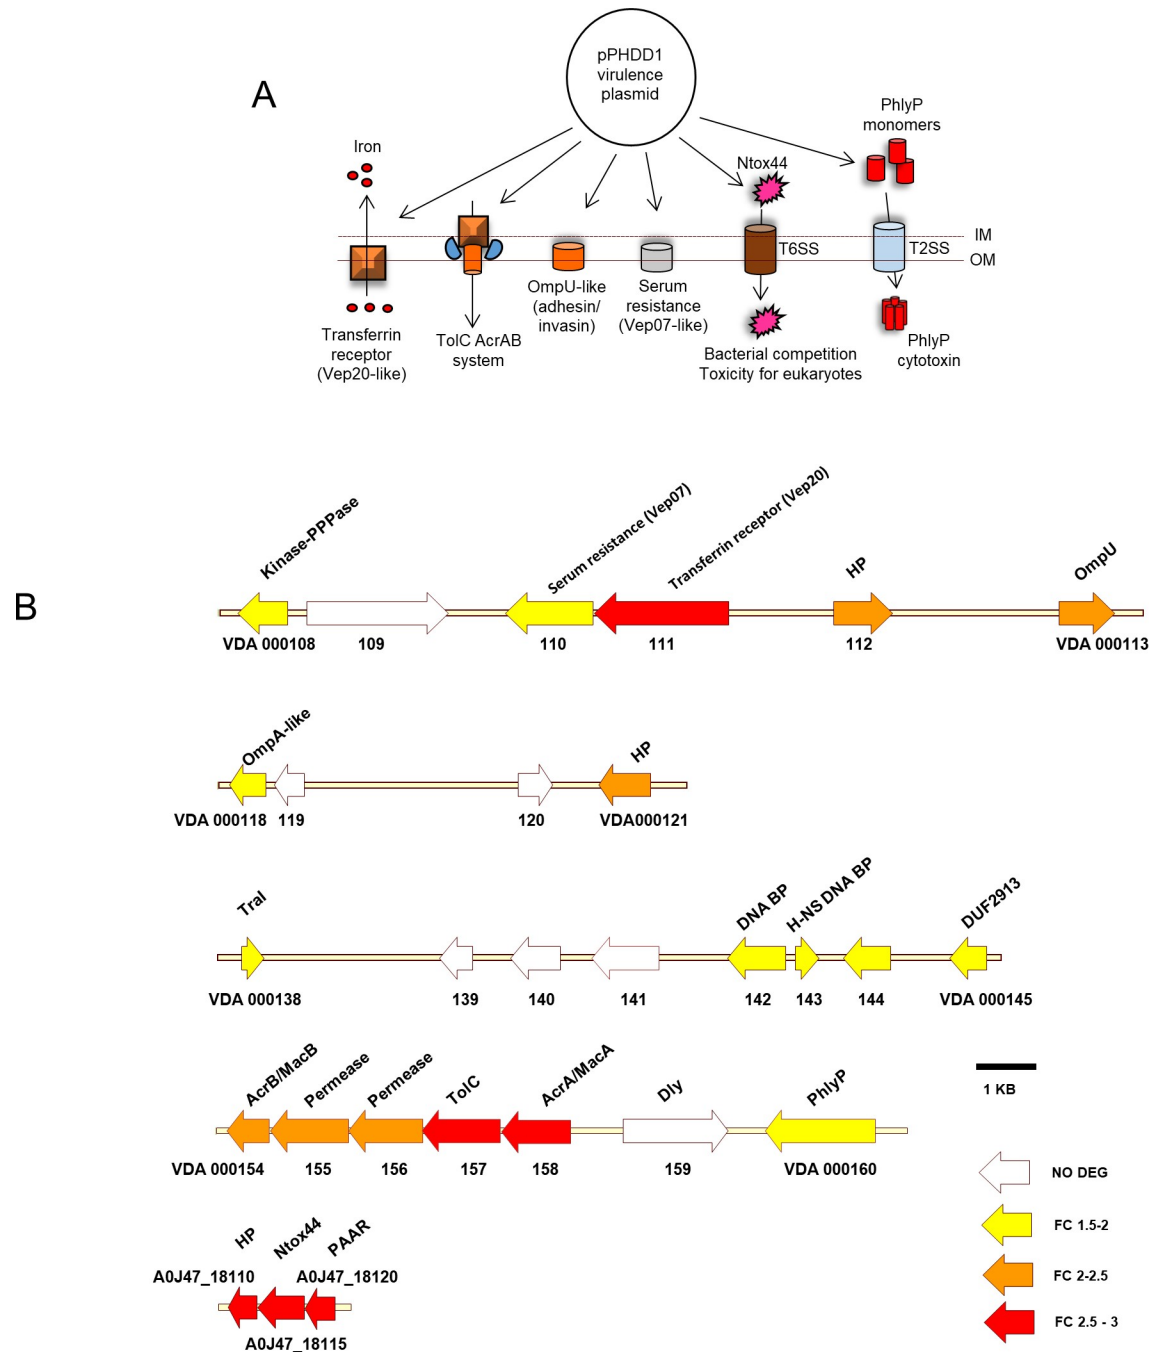 A
pPHDD1
virulence
plasmid
Iron
Ntox44
PhlyP
monomers
IM
OM
T6SS
T2SS
Transferrin
receptor
(Vep20-like)
TolC AcrAB
system
OmpU-like
(adhesin/
invasin)
Serum
resistance
(Vep07-like)
Bacterial competition
Toxicity for eukaryotes
PhlyP
cytotoxin
B
Kinase-PPPase
Serum resistance (Vep07)
Transferrin receptor (Vep20)
HP
OmpU
VDA 000108
109
110
111
112
VDA 000113
OmpA-like
HP
VDA 000118
119
120
VDA000121
TraI
DNA BP
H-NS DNA BP
DUF2913
VDA 000138
139
140
141
142
143
144
VDA 000145
AcrB/MacB
Permease
Permease
TolC
AcrA/MacA
Dly
PhlyP
VDA 000154
155
156
157
158
159
VDA 000160
1 KB
NO DEG
FC 1.5-2
FC 2-2.5
FC 2.5 - 3
HP
Ntox44
PAAR
A0J47_18110
A0J47_18120
A0J47_18115